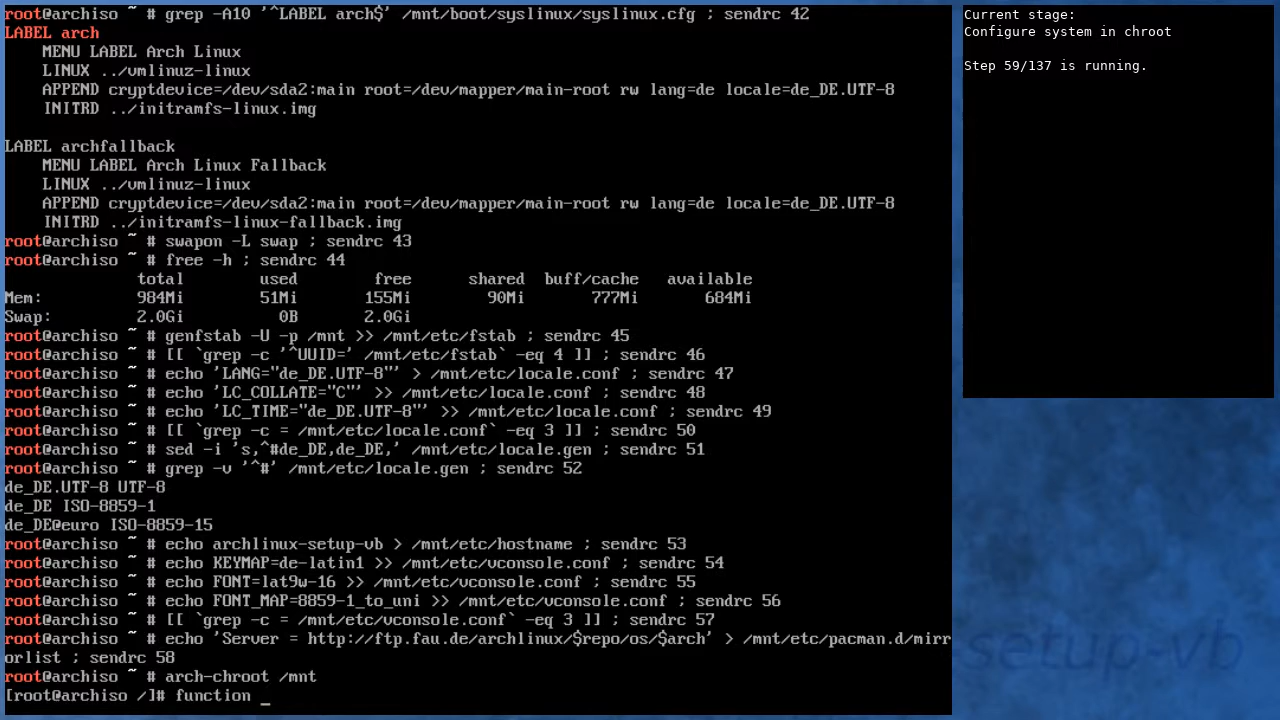 root@archiso ~ # grep -A10 '^LABEL arch$' /mnt/boot/syslinux/syslinux.cfg ; sendrc 42
LABEL arch
    MENU LABEL Arch Linux
    LINUX ../vmlinuz-linux
    APPEND cryptdevice=/dev/sda2:main root=/dev/mapper/main-root rw lang=de locale=de_DE.UTF-8
    INITRD ../initramfs-linux.img

LABEL archfallback
    MENU LABEL Arch Linux Fallback
    LINUX ../vmlinuz-linux
    APPEND cryptdevice=/dev/sda2:main root=/dev/mapper/main-root rw lang=de locale=de_DE.UTF-8
    INITRD ../initramfs-linux-fallback.img
root@archiso ~ # swapon -L swap ; sendrc 43
root@archiso ~ # free -h ; sendrc 44
              total        used        free      shared  buff/cache   available
Mem:          984Mi        51Mi       155Mi        90Mi       777Mi       684Mi
Swap:         2.0Gi          0B       2.0Gi
root@archiso ~ # genfstab -U -p /mnt >> /mnt/etc/fstab ; sendrc 45
root@archiso ~ # [[ `grep -c '^UUID=' /mnt/etc/fstab` -eq 4 ]] ; sendrc 46
root@archiso ~ # echo 'LANG="de_DE.UTF-8"' > /mnt/etc/locale.conf ; sendrc 47
root@archiso ~ # echo 'LC_COLLATE="C"' >> /mnt/etc/locale.conf ; sendrc 48
root@archiso ~ # echo 'LC_TIME="de_DE.UTF-8"' >> /mnt/etc/locale.conf ; sendrc 49
root@archiso ~ # [[ `grep -c = /mnt/etc/locale.conf` -eq 3 ]] ; sendrc 50
root@archiso ~ # sed -i 's,^#de_DE,de_DE,' /mnt/etc/locale.gen ; sendrc 51
root@archiso ~ # grep -v '^#' /mnt/etc/locale.gen ; sendrc 52
de_DE.UTF-8 UTF-8
de_DE ISO-8859-1
de_DE@euro ISO-8859-15
root@archiso ~ # echo archlinux-setup-vb > /mnt/etc/hostname ; sendrc 53
root@archiso ~ # echo KEYMAP=de-latin1 >> /mnt/etc/vconsole.conf ; sendrc 54
root@archiso ~ # echo FONT=lat9w-16 >> /mnt/etc/vconsole.conf ; sendrc 55
root@archiso ~ # echo FONT_MAP=8859-1_to_uni >> /mnt/etc/vconsole.conf ; sendrc 56
root@archiso ~ # [[ `grep -c = /mnt/etc/vconsole.conf` -eq 3 ]] ; sendrc 57
root@archiso ~ # echo 'Server = http://ftp.fau.de/archlinux/$repo/os/$arch' > /mnt/etc/pacman.d/mirr
orlist ; sendrc 58
root@archiso ~ # arch-chroot /mnt
[root@archiso /]# function _
Current stage:
Configure system in chroot

Step 59/137 is running.
setup-vb